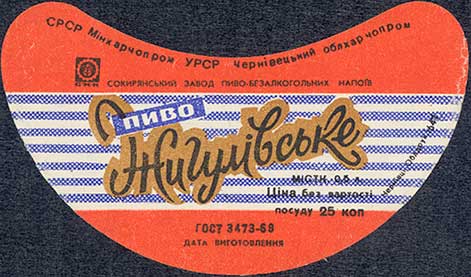 СРСР Мінхарчопром УРСР Чернівецький облхарчопром
СОКИРЯНСЬКИЙ ЗАВОД ПИВО-БЕЗАЛКОГОЛЬНИХ НАПОЇВ
ПИВО
Жигулівське
МІСТК. 0,5 л.
Ціна без вартості
посуду 25 коп
ГОСТ 3473-69
ДАТА ВИГОТОВЛЕННЯ